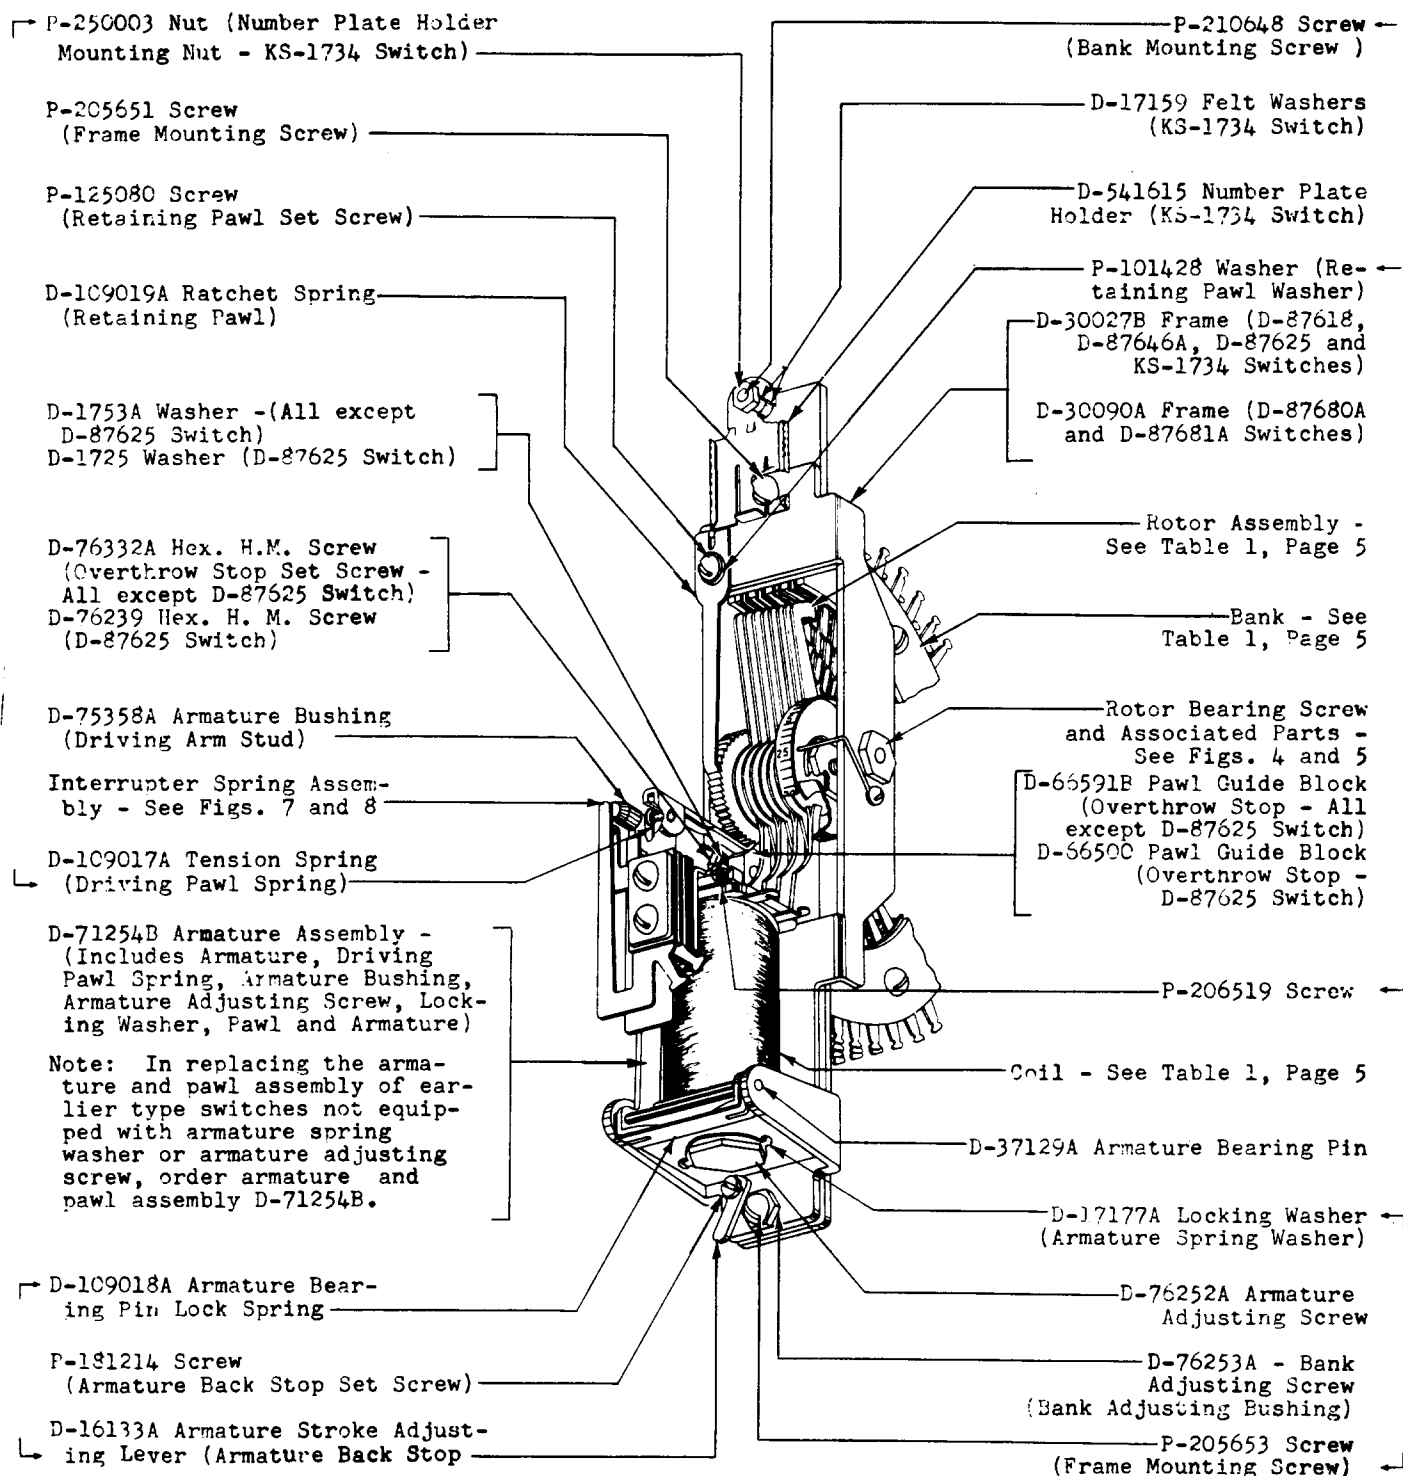 P-250003 Nut (Number Plate Holder
Mounting Nut - KS-1734 Switch)
P-205651 Screw
(Frame Mounting Screw)
P-125080 Screw
(Retaining Pawl Set Screw)
D-109019A Ratchet Spring
(Retaining Pawl)
D-1753A Washer -(All except
D-87625 Switch)
D-1725 Washer (D-87625 Switch)
D-76332A Hex. H.M. Screw
(Overthrow Stop Set Screw -
All except D-87625 Switch)
D-76239 Hex. H. M. Screw
(D-87625 Switch)
D-75358A Armature Bushing
(Driving Arm Stud)
Interrupter Spring Assem-
bly - See Figs. 7 and 8
D-109017A Tension Spring
(Driving Pawl Spring)
D-71254B Armature Assembly -
(Includes Armature, Driving
Pawl Spring, Armature Bushing,
Armature Adjusting Screw, Lock-
ing Washer, Pawl and Armature)
Note: In replacing the arma-
ture and pawl assembly of ear-
lier type switches not equip-
ped with armature spring
washer or armature adjusting
screw, order armature and
pawl assembly D-71254B.
D-109018A Armature Bear-
ing Pin Lock Spring
P-181214 Screw
(Armature Back Stop Set Screw)
D-16133A Armature Stroke Adjust-
ing Lever (Armature Back Stop
25
P-210648 Screw
(Bank Mounting Screw )
D-17159 Felt Washers
(KS-1734 Switch)
D-541615 Number Plate
Holder (KS-1734 Switch)
P-101428 Washer (Re-
taining Pawl Washer)
D-30027B Frame (D-87618,
D-87646A, D-87625 and
KS-1734 Switches)
D-30090A Frame (D-87680A
and D-87681A Switches)
Rotor Assembly -
See Table 1, Page 5
Bank - See
Table 1, Page 5
Rotor Bearing Screw
and Associated Parts -
See Figs. 4 and 5
D-66591B Pawl Guide Block
(Overthrow Stop - All
except D-87625 Switch)
D-66500 Pawl Guide Block
(Overthrow Stop -
D-87625 Switch)
P-206519 Screw
Coil - See Table 1, Page 5
D-37129A Armature Bearing Pin
D-17177A Locking Washer
(Armature Spring Washer)
D-76252A Armature
Adjusting Screw
D-76253A - Bank
Adjusting Screw
(Bank Adjusting Bushing)
P-205653 Screw
(Frame Mounting Screw)